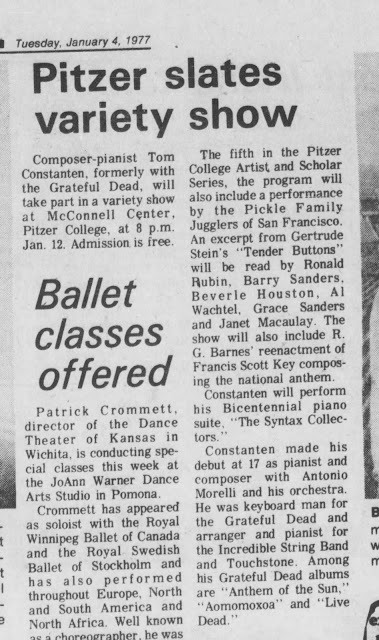 Tuesday, January 4, 1977
Pitzer slates
variety show
Composer-pianist Tom
Constanten, formerly with
the Grateful Dead, will
take part in a variety show
at McConnell Center,
Pitzer College, at 8 p.m.
Jan. 12. Admission is free.
The fifth in the Pitzer
College Artist and Scholar
Series, the program will
also include a performance
by the Pickle Family
Jugglers of San Francisco.
An excerpt from Gertrude
Stein's "Tender Buttons"
will be read by Ronald
Rubin, Barry Sanders,
Beverle Houston, Al
Wachtel, Grace Sanders
and Janet Macaulay. The
show will also include R.
G. Barnes' reenactment of
Francis Scott Key compos-
ing the national anthem.
Constanten will perform
his Bicentennial piano
suite, "The Syntax Collec-
tors."
Constanten made his
debut at 17 as pianist and
composer with Antonio
Morelli and his orchestra.
He was keyboard man for
the Grateful Dead and
arranger and pianist for
the Incredible String Band
and Touchstone. Among
his Grateful Dead albums
are "Anthem of the Sun,"
"Aomomoxoa" and "Live
Dead."
Ballet
classes
offered
Patrick Crommett,
director of the Dance
Theater of Kansas in
Wichita, is conducting spe-
cial classes this week at
the JoAnn Warner Dance
Arts Studio in Pomona.
Crommett has appeared
as soloist with the Royal
Winnipeg Ballet of Canada
and the Royal Swedish
Ballet of Stockholm and
has also performed
throughout Europe, North
and South America and
North Africa. Well known
as a choreographer, he was